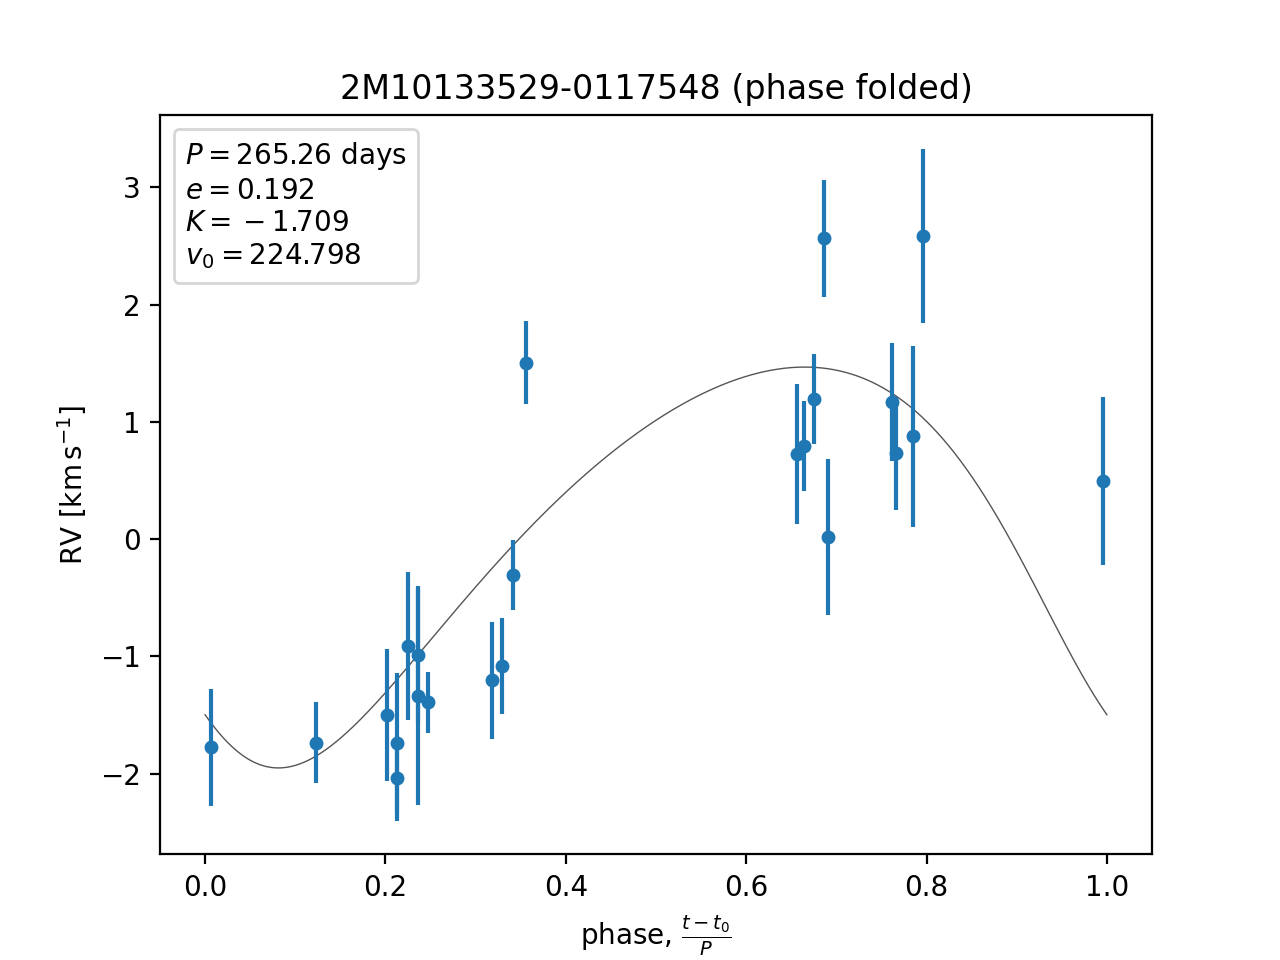 2M10133529-0117548 (phase folded)
P = 265.26 days
e = 0.192
K = −1.709
v₀ = 224.798
3
2
1
0
−1
−2
RV [km s⁻¹]
0.0 0.2 0.4 0.6 0.8 1.0
phase, (t − t₀)/P